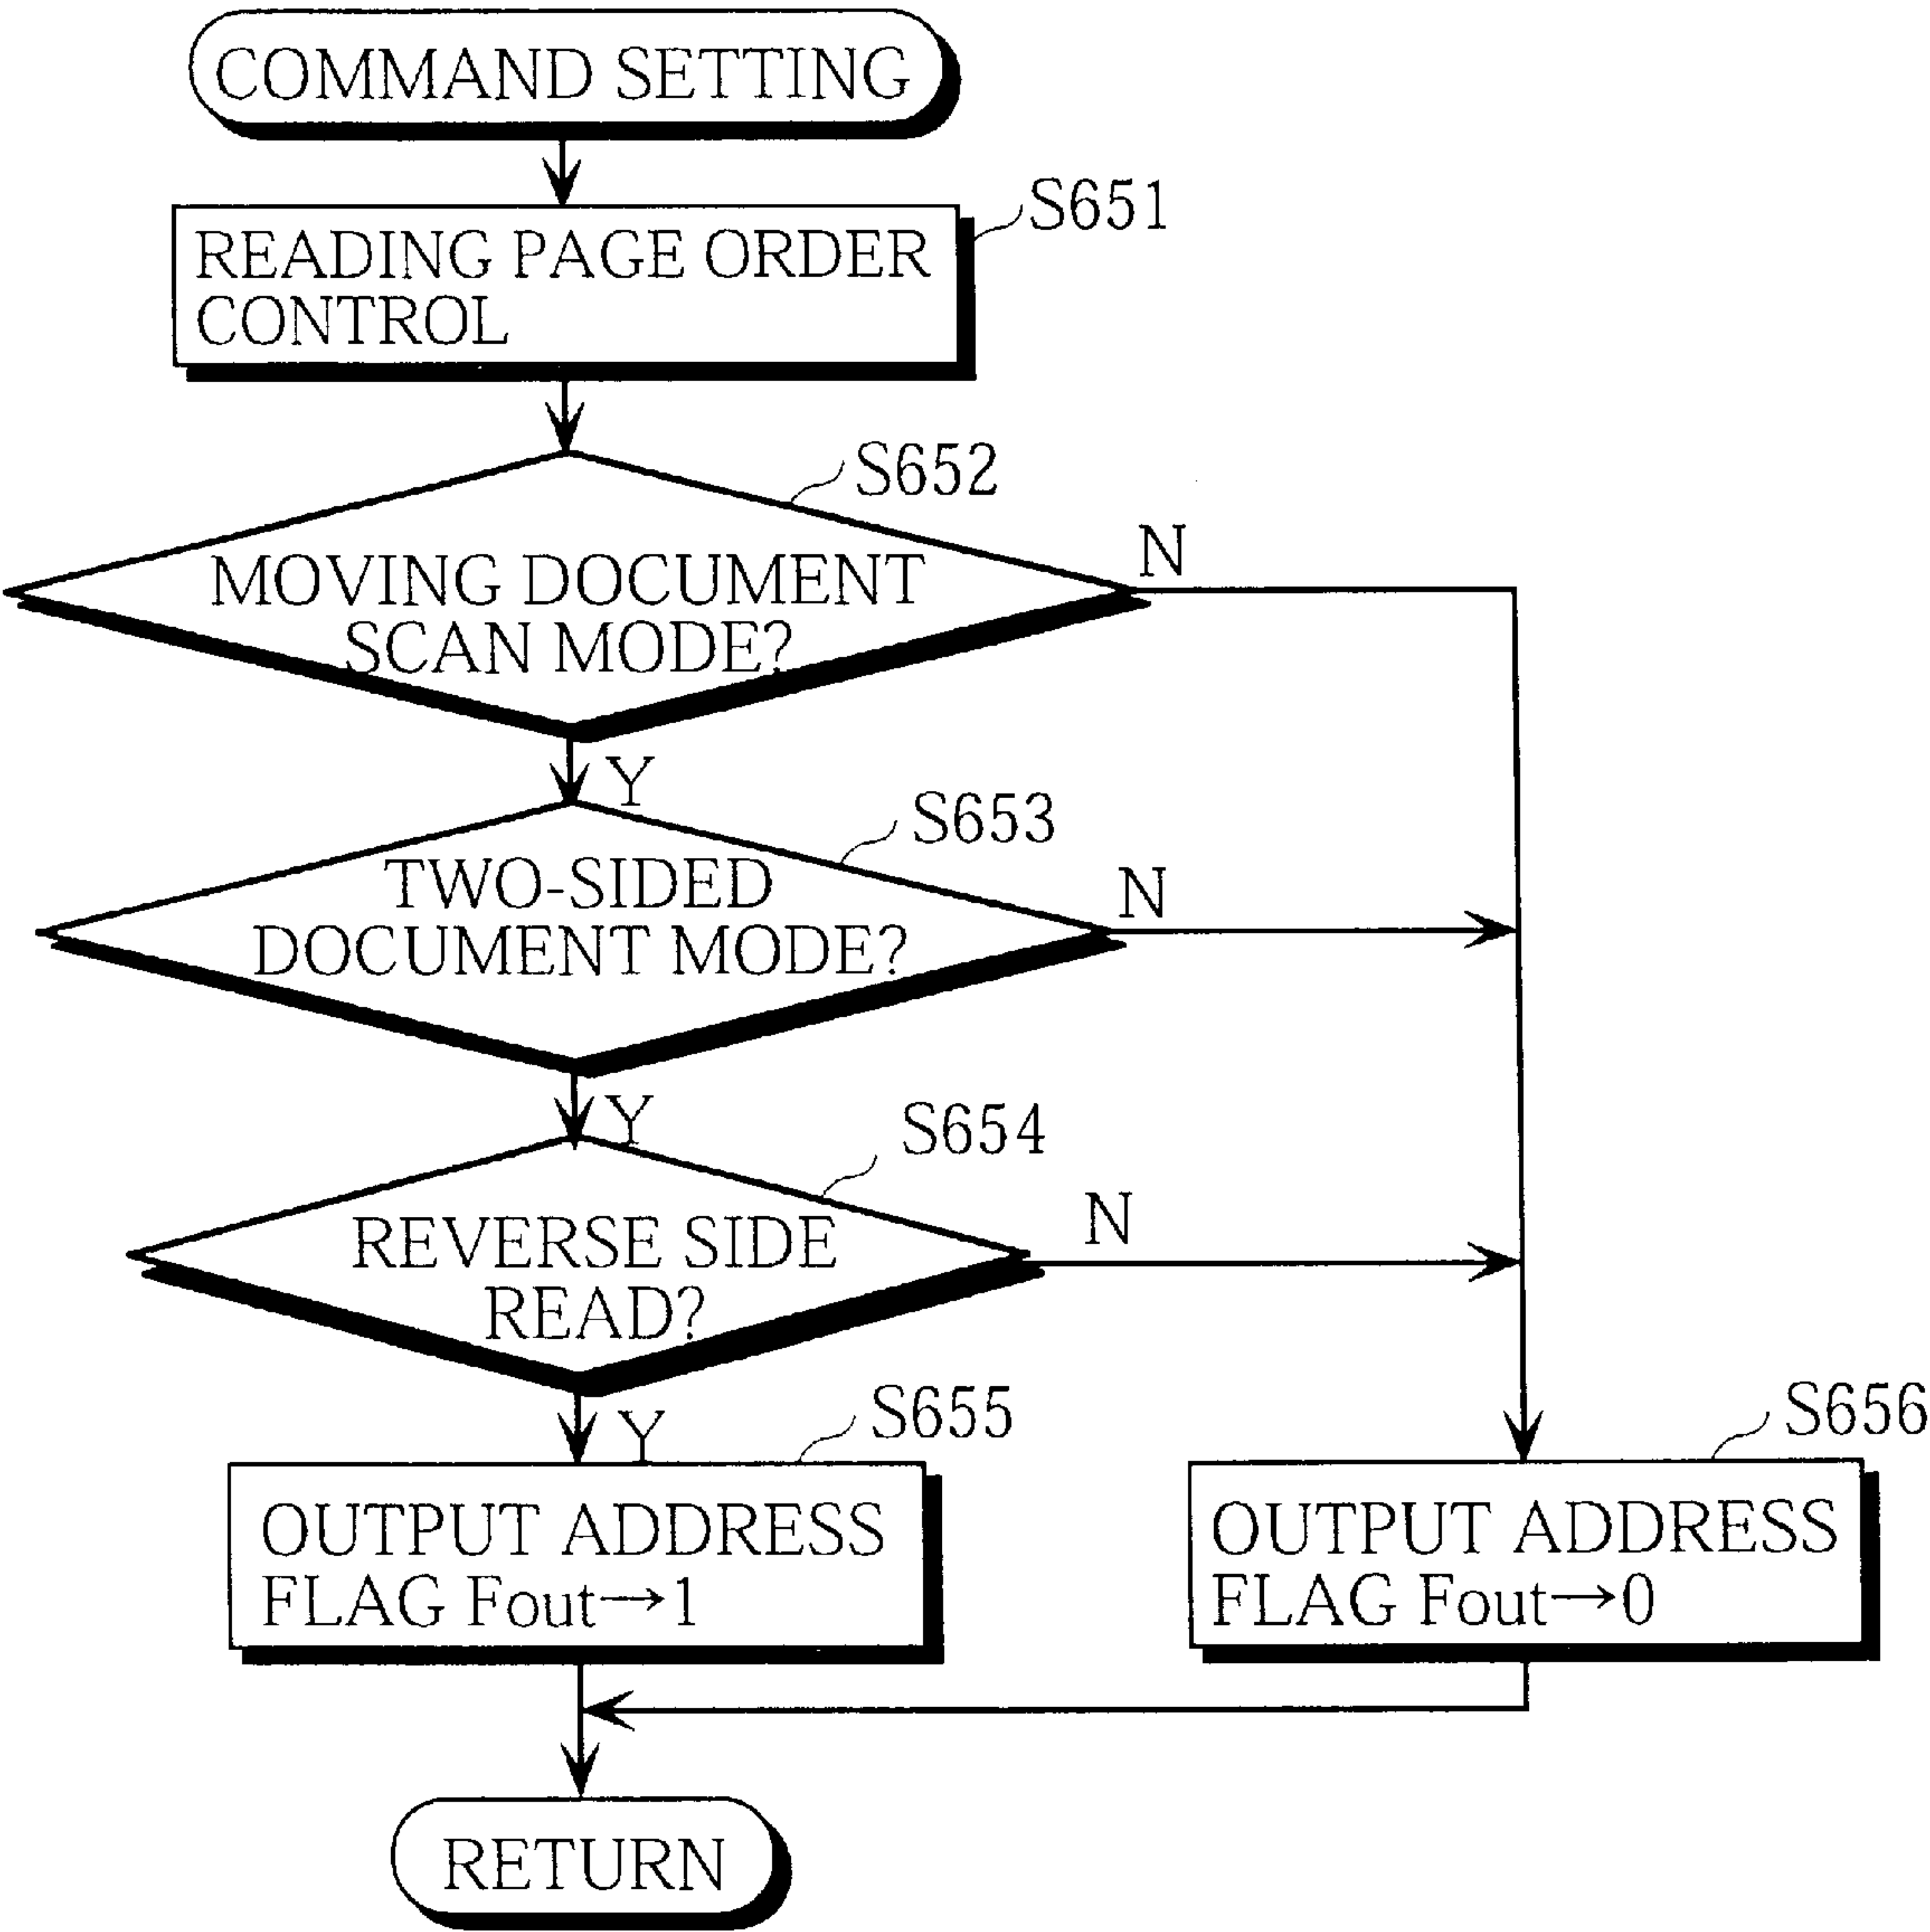 COMMAND SETTING
S651
READING PAGE ORDER
CONTROL
S652
N
MOVING DOCUMENT
SCAN MODE?
Y
S653
N
TWO-SIDED
DOCUMENT MODE?
Y
S654
N
REVERSE SIDE
READ?
Y
S655
S656
OUTPUT ADDRESS
FLAG Fout→1
OUTPUT ADDRESS
FLAG Fout→0
RETURN